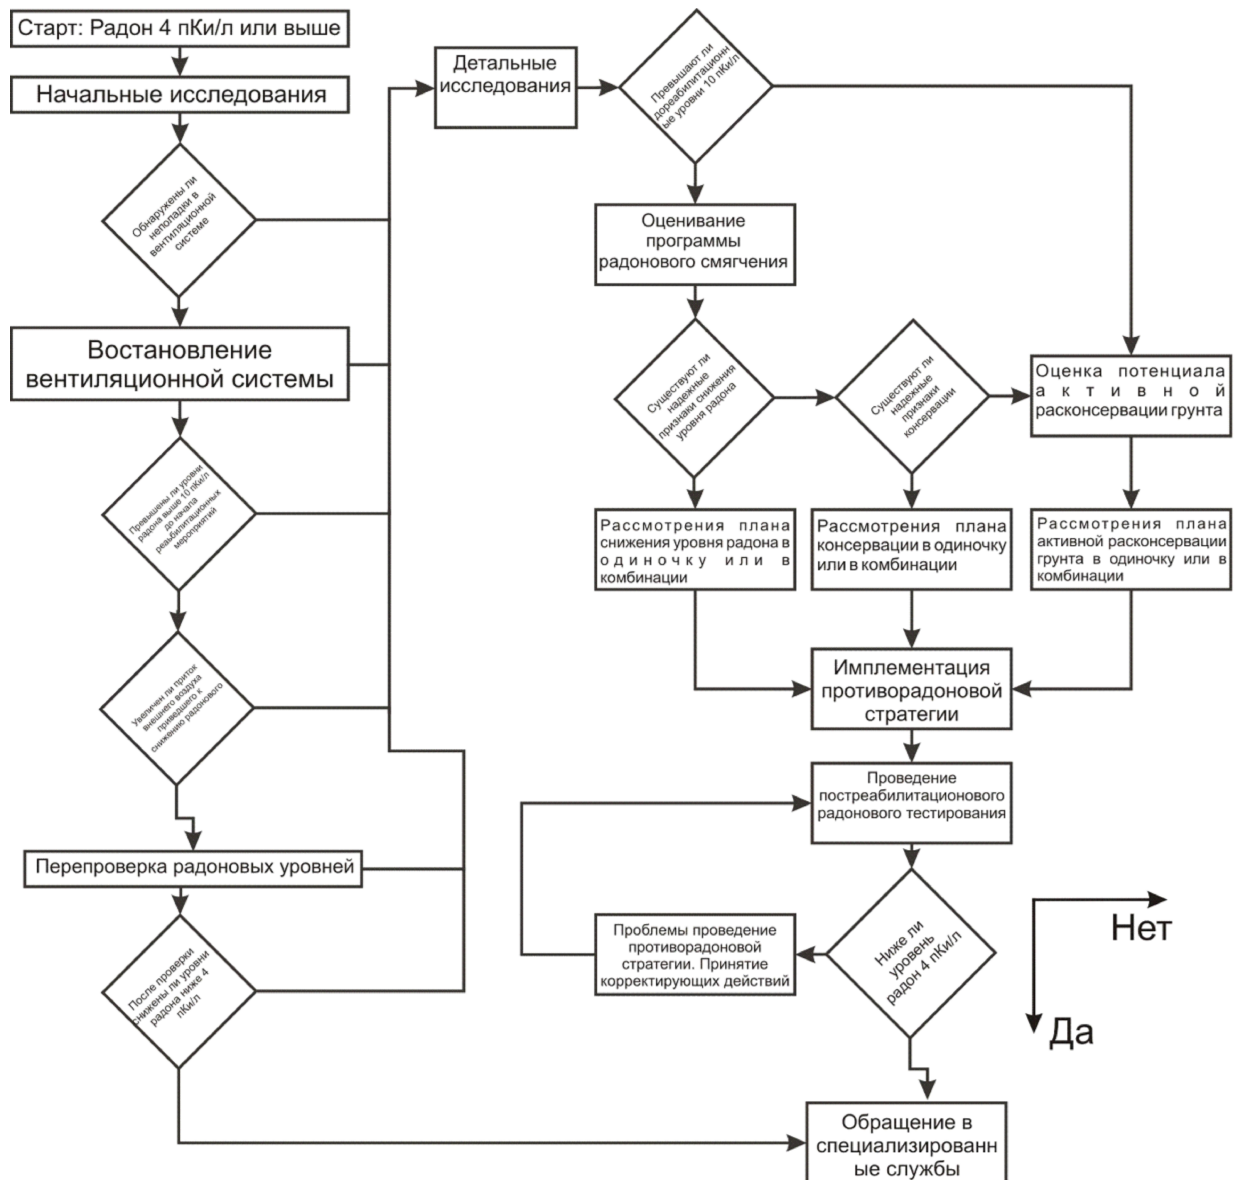 Старт: Радон 4 пКи/л или выше
Начальные исследования
Обнаружены ли
неполадки в
вентиляционной
системе
Востановление
вентиляционной системы
Превышены ли уровни
радона выше 10 пКи/л
до начала
реаьбилитационных
мероприятий
Увеличен ли приток
внешнего воздуха
приведшего к
снижению радонового
Перепроверка радоновых уровней
После проверки
снижены ли уровни
радона ниже 4
пКи/л
Детальные
исследования
Превышают ли
дореабилитационн
ые уровни 10 пКи/л
Оценивание
программы
радонового смягчения
Существуют ли
надежные
признаки снижения
уровня радона
Существуют ли
надежные
признаки
консервации
Оценка потенциала
активной
расконсервации грунта
Рассмотрения плана
снижения уровня радона в
одиночку или в
комбинации
Рассмотрения плана
консервации в одиночку
или в комбинации
Рассмотрения плана
активной расконсервации
грунта в одиночку или в
комбинации
Имплементация
противорадоновой
стратегии
Проведение
постреабилитационового
радонового тестирования
Ниже ли
уровень
радон 4 пКи/л
Проблемы проведение
противорадоновой
стратегии. Принятие
корректирующих действий
Нет
Да
Обращение в
специализированн
ые службы